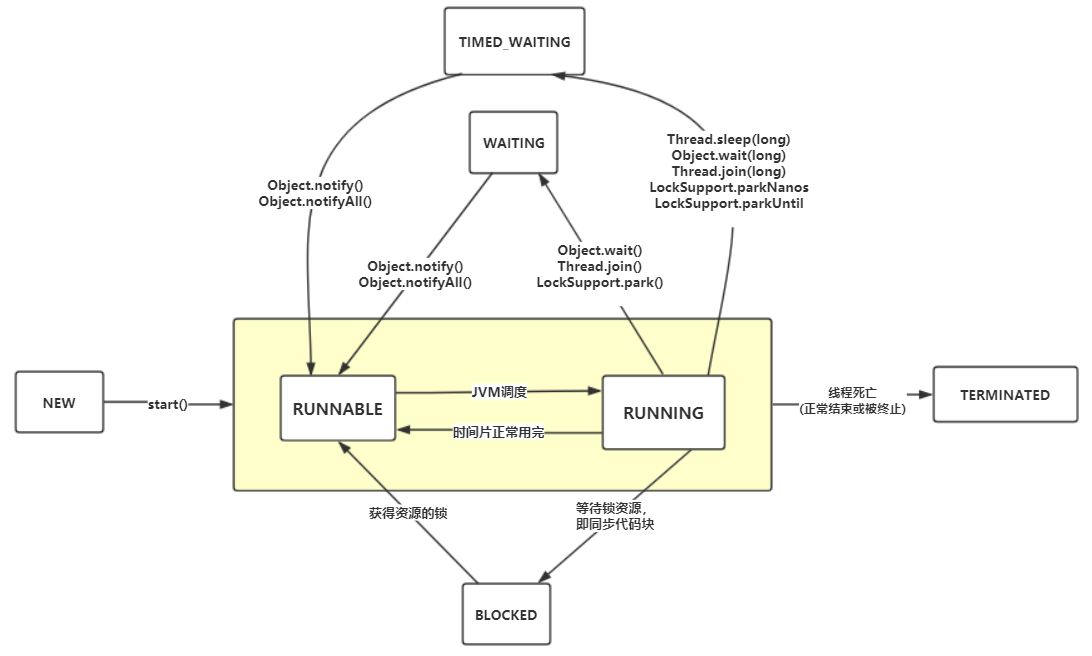 TIMED_WAITING
WAITING
Thread.sleep(long)
Object.wait(long)
Thread.join(long)
LockSupport.parkNanos
LockSupport.parkUntil
Object.notify()
Object.notifyAll()
Object.notify()
Object.notifyAll()
Object.wait()
Thread.join()
LockSupport.park()
NEW
start()
RUNNABLE
JVM调度
时间片正常用完
RUNNING
线程死亡
(正常结束或被终止)
TERMINATED
获得资源的锁
等待锁资源，
即同步代码块
BLOCKED